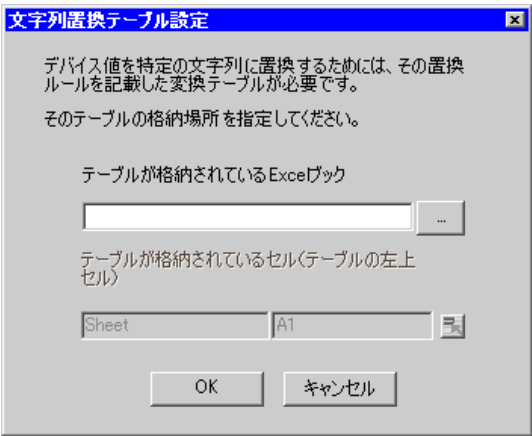 文字列置換テーブル設定
デバイス値を特定の文字列に置換するためには、その置換
ルールを記載した変換テーブルが必要です。
そのテーブルの格納場所を指定してください。
テーブルが格納されているExcelブック
...
テーブルが格納されているセル(テーブルの左上
セル)
Sheet A1
OK キャンセル